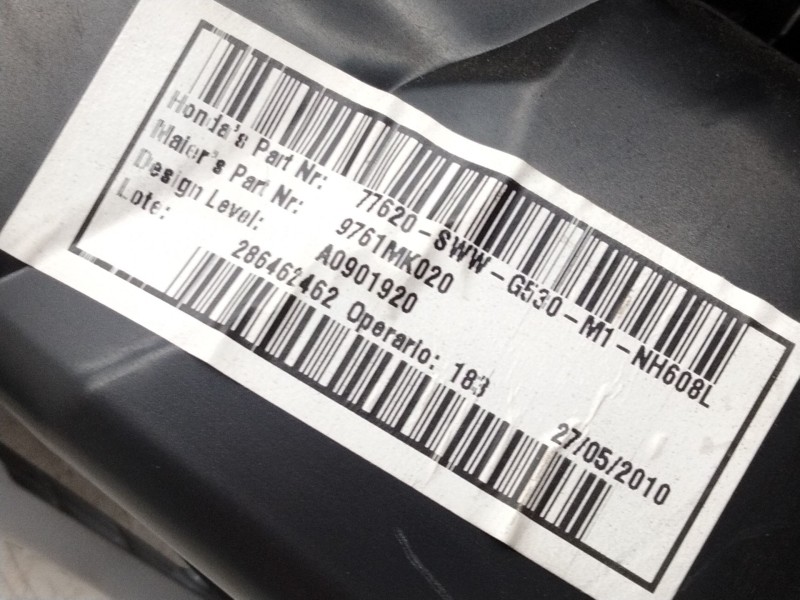 Honda's Part Nr: 77620-SWW-G530-M1-NH608L
Maier's Part Nr: 9761MK020
Design Level: A0901920
Lote: 286462462 Operario: 183
27/05/2010